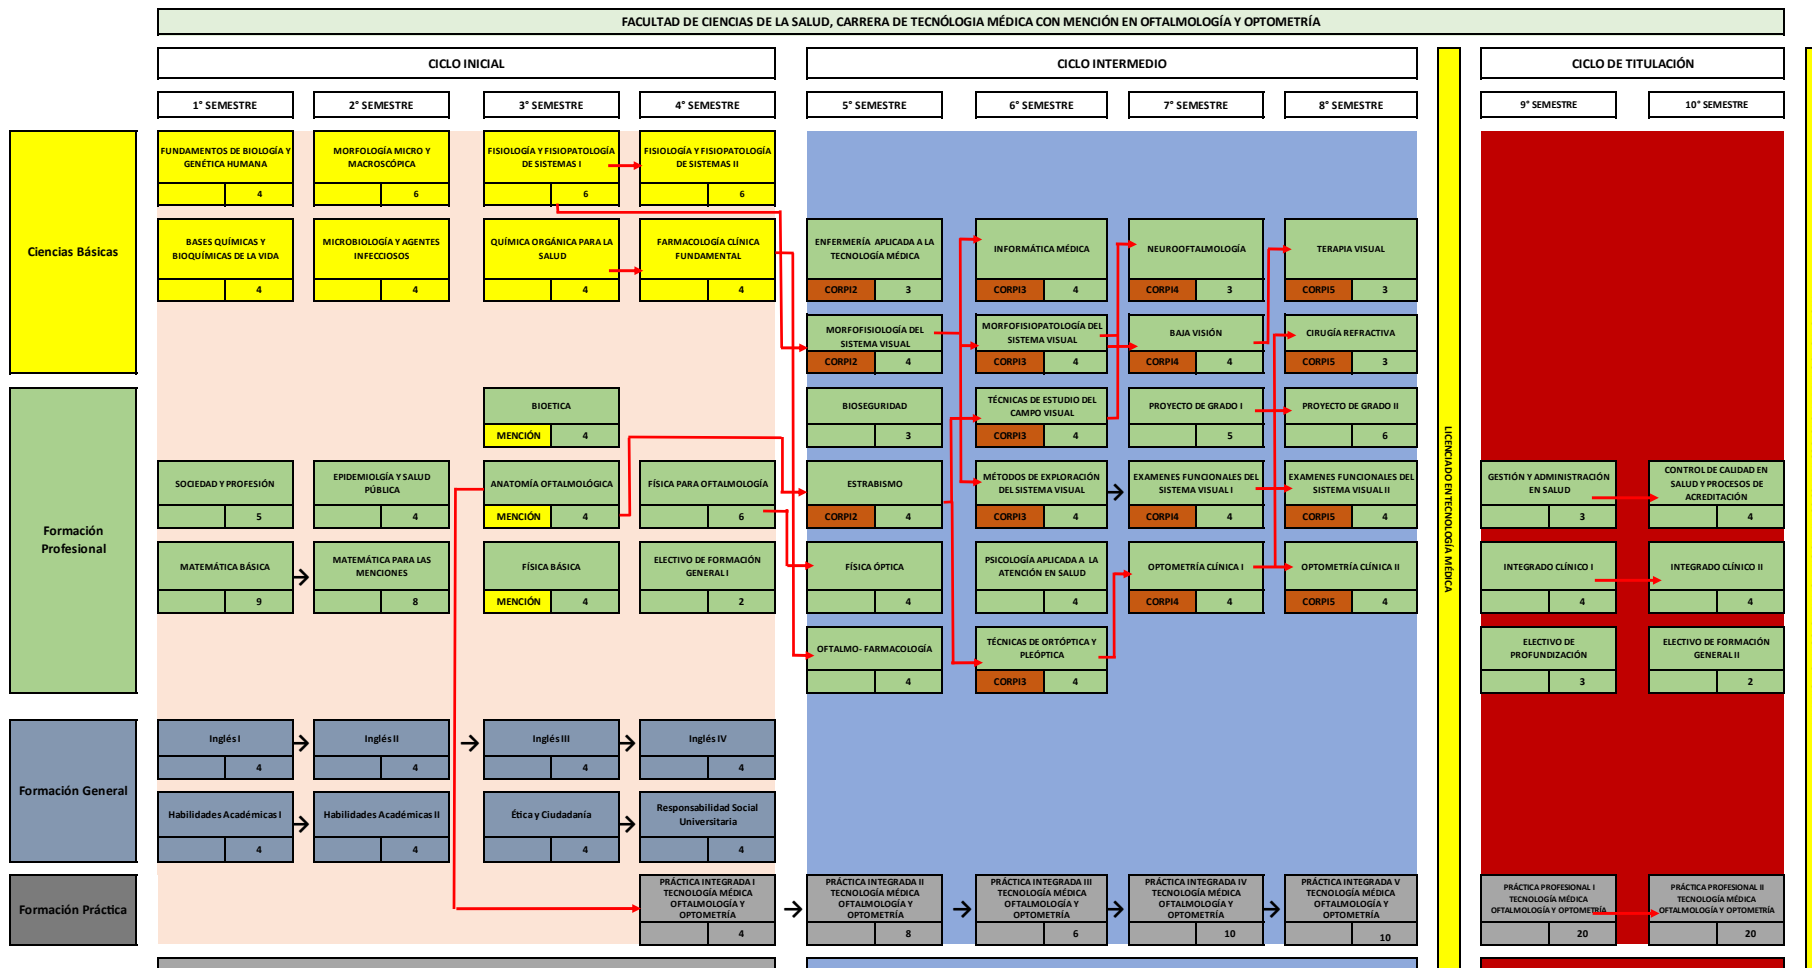 FACULTAD DE CIENCIAS DE LA SALUD, CARRERA DE TECNÓLOGIA MÉDICA CON MENCIÓN EN OFTALMOLOGÍA Y OPTOMETRÍA
CICLO INICIAL
CICLO INTERMEDIO
CICLO DE TITULACIÓN
1° SEMESTRE
2° SEMESTRE
3° SEMESTRE
4° SEMESTRE
5° SEMESTRE
6° SEMESTRE
7° SEMESTRE
8° SEMESTRE
9° SEMESTRE
10° SEMESTRE
Ciencias Básicas
FUNDAMENTOS DE BIOLOGÍA Y
GENÉTICA HUMANA
4
MORFOLOGÍA MICRO Y
MACROSCÓPICA
6
FISIOLOGÍA Y FISIOPATOLOGÍA
DE SISTEMAS I
6
FISIOLOGÍA Y FISIOPATOLOGÍA
DE SISTEMAS II
6
BASES QUÍMICAS Y
BIOQUÍMICAS DE LA VIDA
4
MICROBIOLOGÍA Y AGENTES
INFECCIOSOS
4
QUÍMICA ORGÁNICA PARA LA
SALUD
4
FARMACOLOGÍA CLÍNICA
FUNDAMENTAL
4
ENFERMERÍA APLICADA A LA
TECNOLOGÍA MÉDICA
CORPI2 3
INFORMÁTICA MÉDICA
CORPI3 4
NEUROOFTALMOLOGÍA
CORPI4 3
TERAPIA VISUAL
CORPI5 3
MORFOFISIOLOGÍA DEL
SISTEMA VISUAL
CORPI2 4
MORFOFISIOPATOLOGÍA DEL
SISTEMA VISUAL
CORPI3 4
BAJA VISIÓN
CORPI4 4
CIRUGÍA REFRACTIVA
CORPI5 3
Formación
Profesional
BIOETICA
MENCIÓN 4
BIOSEGURIDAD
3
TÉCNICAS DE ESTUDIO DEL
CAMPO VISUAL
CORPI3 4
PROYECTO DE GRADO I
5
PROYECTO DE GRADO II
6
SOCIEDAD Y PROFESIÓN
5
EPIDEMIOLGÍA Y SALUD
PÚBLICA
4
ANATOMÍA OFTALMOLÓGICA
MENCIÓN 4
FÍSICA PARA OFTALMOLOGÍA
6
ESTRABISMO
CORPI2 4
MÉTODOS DE EXPLORACIÓN
DEL SISTEMA VISUAL
CORPI3 4
EXAMENES FUNCIONALES DEL
SISTEMA VISUAL I
CORPI4 4
EXAMENES FUNCIONALES DEL
SISTEMA VISUAL II
CORPI5 4
GESTIÓN Y ADMINISTRACIÓN
EN SALUD
3
CONTROL DE CALIDAD EN
SALUD Y PROCESOS DE
ACREDITACIÓN
4
MATEMÁTICA BÁSICA
9
MATEMÁTICA PARA LAS
MENCIONES
8
FÍSICA BÁSICA
MENCIÓN 4
ELECTIVO DE FORMACIÓN
GENERAL I
2
FÍSICA ÓPTICA
4
PSICOLOGÍA APLICADA A LA
ATENCIÓN EN SALUD
4
OPTOMETRÍA CLÍNICA I
CORPI4 4
OPTOMETRÍA CLÍNICA II
CORPI5 4
INTEGRADO CLÍNICO I
4
INTEGRADO CLÍNICO II
4
OFTALMO- FARMACOLOGÍA
4
TÉCNICAS DE ORTÓPTICA Y
PLEÓPTICA
CORPI3 4
ELECTIVO DE
PROFUNDIZACIÓN
3
ELECTIVO DE FORMACIÓN
GENERAL II
2
LICENCIADO EN TECNOLOGÍA MÉDICA
Formación General
Inglés I
4
Inglés II
4
Inglés III
4
Inglés IV
4
Habilidades Académicas I
4
Habilidades Académicas II
4
Ética y Ciudadanía
4
Responsabilidad Social
Universitaria
4
Formación Práctica
PRÁCTICA INTEGRADA I
TECNOLOGÍA MÉDICA
OFTALMOLOGÍA Y
OPTOMETRÍA
4
PRÁCTICA INTEGRADA II
TECNOLOGÍA MÉDICA
OFTALMOLOGÍA Y
OPTOMETRÍA
8
PRÁCTICA INTEGRADA III
TECNOLOGÍA MÉDICA
OFTALMOLOGÍA Y
OPTOMETRÍA
6
PRÁCTICA INTEGRADA IV
TECNOLOGÍA MÉDICA
OFTALMOLOGÍA Y
OPTOMETRÍA
10
PRÁCTICA INTEGRADA V
TECNOLOGÍA MÉDICA
OFTALMOLOGÍA Y
OPTOMETRÍA
10
PRÁCTICA PROFESIONAL I
TECNOLOGÍA MÉDICA
OFTALMOLOGÍA Y OPTOMETRÍA
20
PRÁCTICA PROFESIONAL II
TECNOLOGÍA MÉDICA
OFTALMOLOGÍA Y OPTOMETRÍA
20